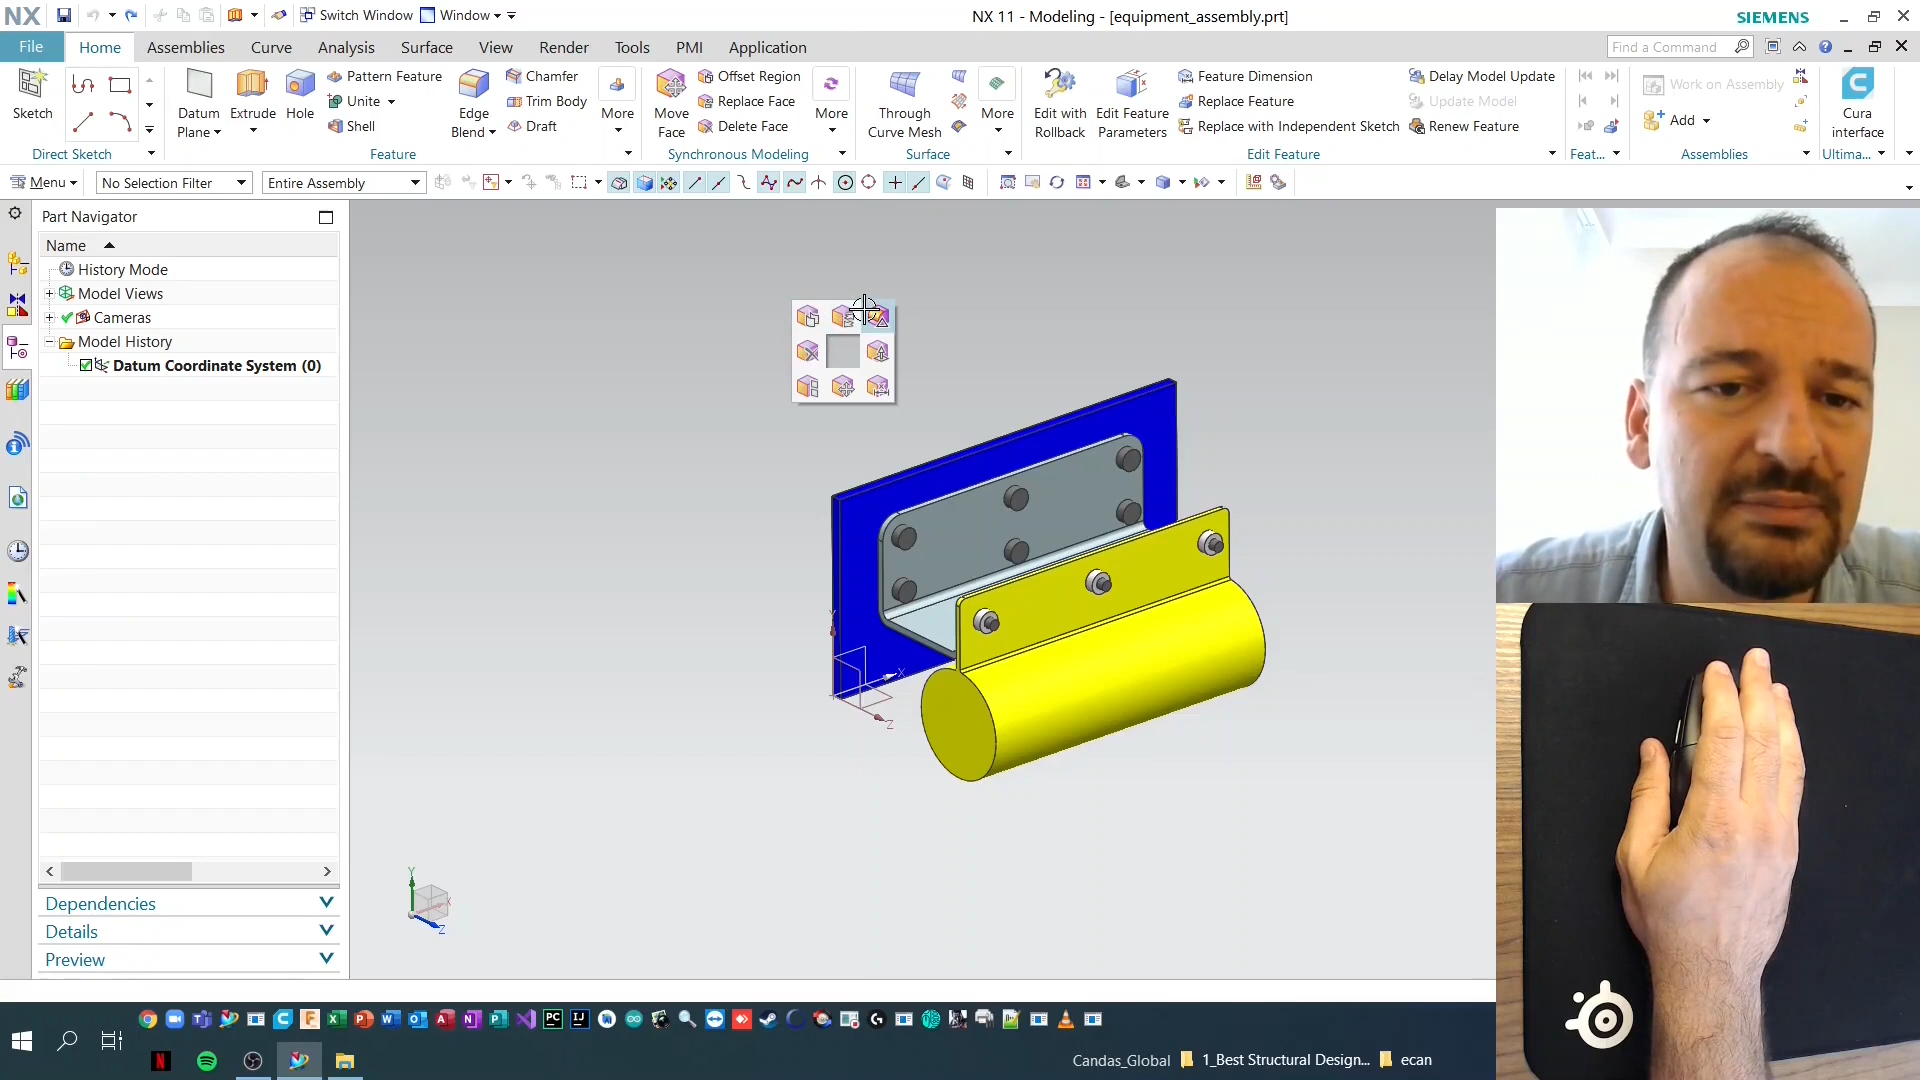 NX
Switch Window
Window
NX 11 - Modeling - [equipment_assembly.prt]
SIEMENS
File
Home
Assemblies
Curve
Analysis
Surface
View
Render
Tools
PMI
Application
Find a Command
Sketch
Direct Sketch
Datum
Plane
Extrude
Hole
Pattern Feature
Unite
Shell
Edge
Blend
Chamfer
Trim Body
Draft
More
Feature
Move
Face
Offset Region
Replace Face
Delete Face
More
Synchronous Modeling
Through
Curve Mesh
More
Surface
Edit with
Rollback
Edit Feature
Parameters
Feature Dimension
Replace Feature
Replace with Independent Sketch
Delay Model Update
Update Model
Renew Feature
Edit Feature
Feat...
Work on Assembly
Add
Assemblies
Cura
interface
Ultima...
Menu
No Selection Filter
Entire Assembly
Part Navigator
Name
History Mode
Model Views
Cameras
Model History
Datum Coordinate System (0)
Dependencies
Details
Preview
Y
X
Z
Y
X
Z
Candas_Global
1_Best Structural Design...
ecan